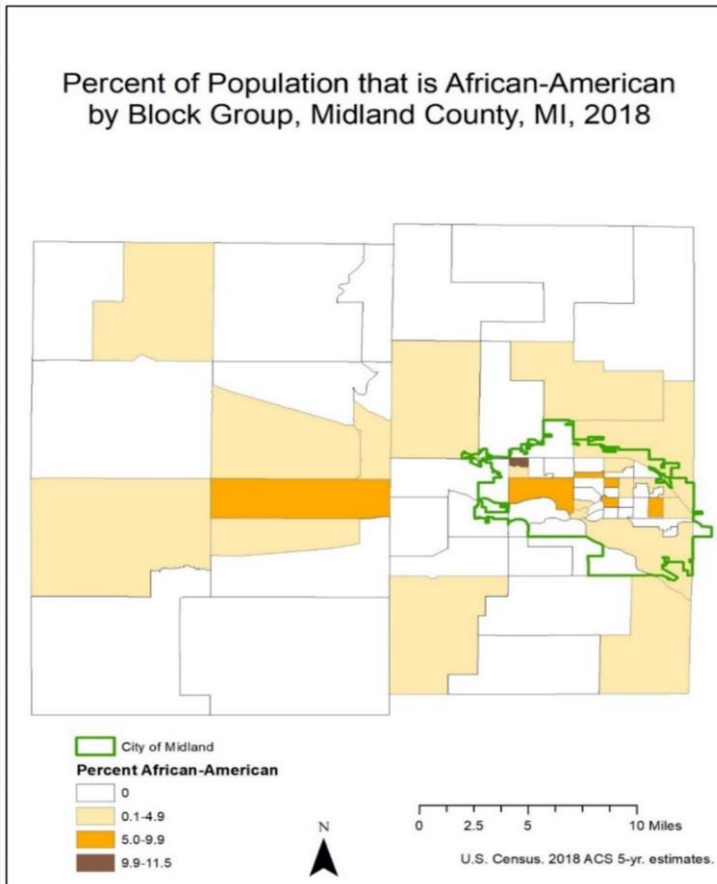 Percent of Population that is African-American
by Block Group, Midland County, MI, 2018
City of Midland
Percent African-American
0
0.1-4.9
5.0-9.9
9.9-11.5
N
0 2.5 5 10 Miles
U.S. Census. 2018 ACS 5-yr. estimates.